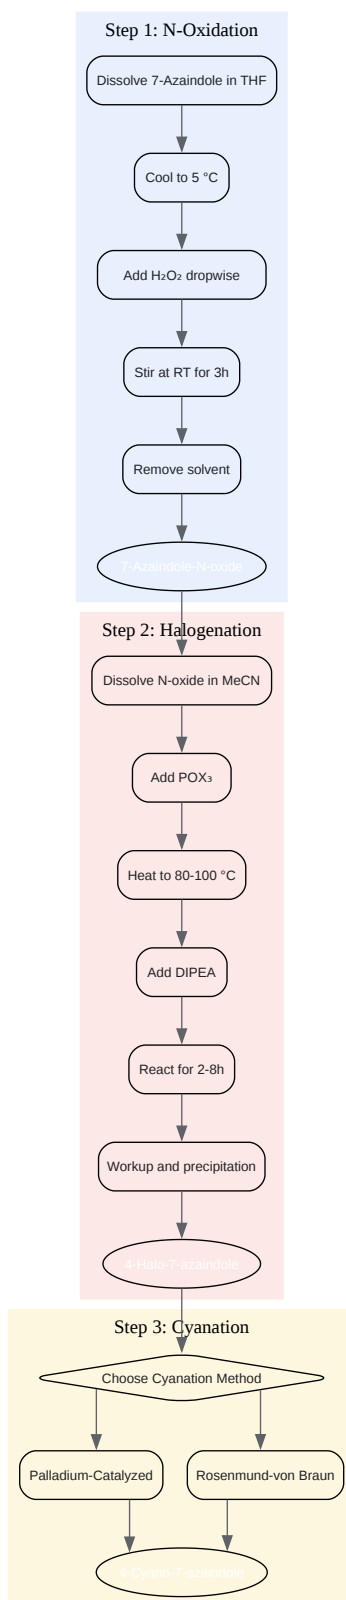 Step 1: N-Oxidation
Dissolve 7-Azaindole in THF
Cool to 5 °C
Add H₂O₂ dropwise
Stir at RT for 3h
Remove solvent
7-Azaindole-N-oxide
Step 2: Halogenation
Dissolve N-oxide in MeCN
Add POX₃
Heat to 80-100 °C
Add DIPEA
React for 2-8h
Workup and precipitation
4-Halo-7-azaindole
Step 3: Cyanation
Choose Cyanation Method
Palladium-Catalyzed
Rosenmund-von Braun
4-Cyano-7-azaindole